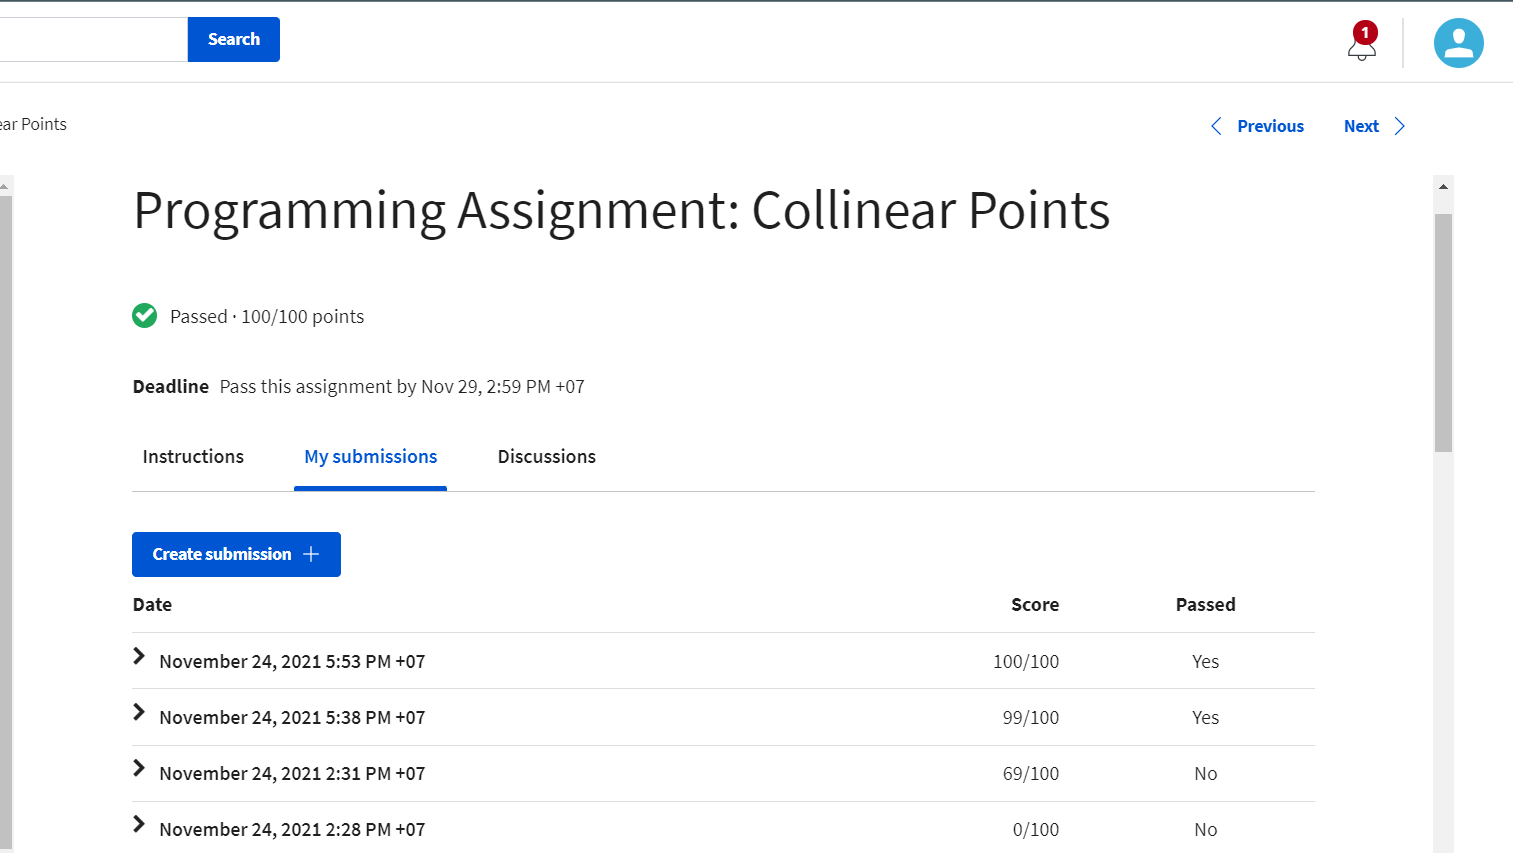 Search
1
ear Points
Previous
Next
Programming Assignment: Collinear Points
Passed · 100/100 points
Deadline Pass this assignment by Nov 29, 2:59 PM +07
Instructions My submissions Discussions
Create submission
Date Score Passed
November 24, 2021 5:53 PM +07 100/100 Yes
November 24, 2021 5:38 PM +07 99/100 Yes
November 24, 2021 2:31 PM +07 69/100 No
November 24, 2021 2:28 PM +07 0/100 No